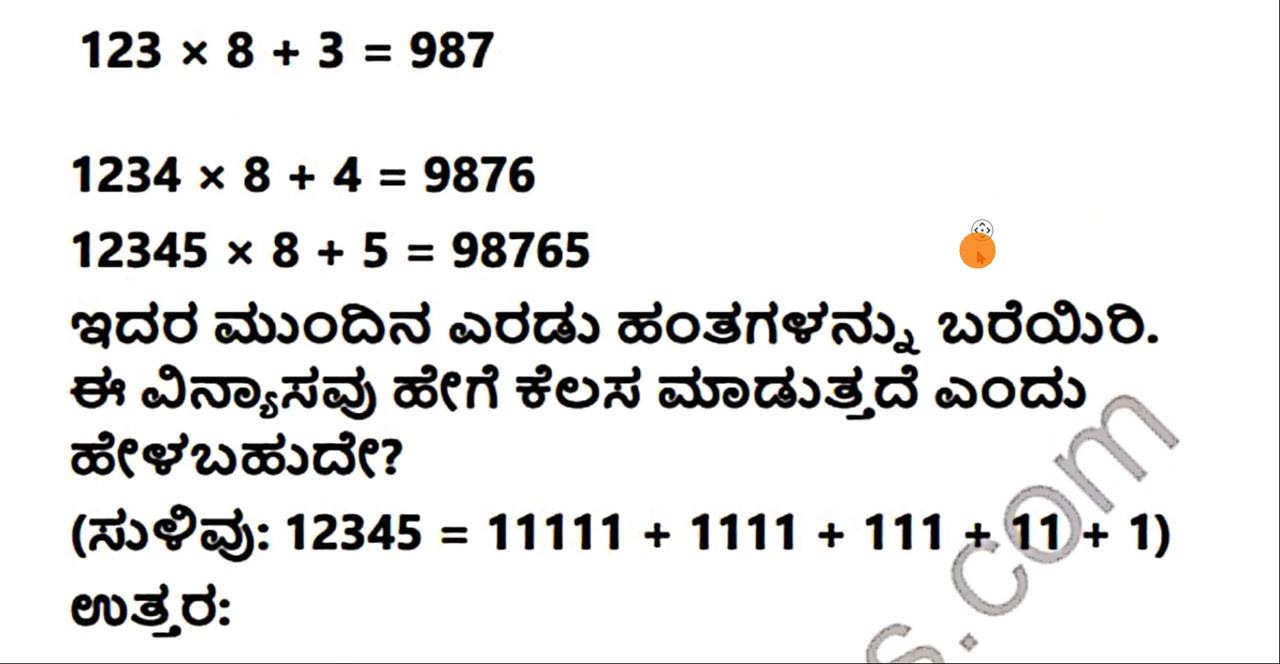 123 × 8 + 3 = 987
1234 × 8 + 4 = 9876
12345 × 8 + 5 = 98765
ಇದರ ಮುಂದಿನ ಎರಡು ಹಂತಗಳನ್ನು ಬರೆಯಿರಿ.
ಈ ವಿನ್ಯಾಸವು ಹೇಗೆ ಕೆಲಸ ಮಾಡುತ್ತದೆ ಎಂದು
ಹೇಳಬಹುದೇ?
(ಸುಳಿವು: 12345 = 11111 + 1111 + 111 + 11 + 1)
ಉತ್ತರ:
s.com